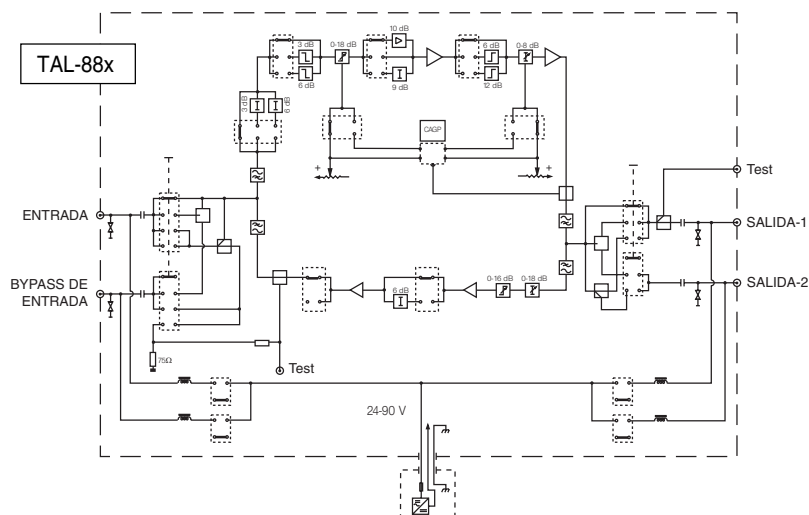 TAL-88x
10 dB
3 dB
0-18 dB
6 dB
0-8 dB
6 dB
9 dB
12 dB
3 dB
6 dB
CAGP
+
+
Test
ENTRADA
SALIDA-1
BYPASS DE
ENTRADA
SALIDA-2
0-16 dB
0-18 dB
6 dB
75Ω
Test
24-90 V